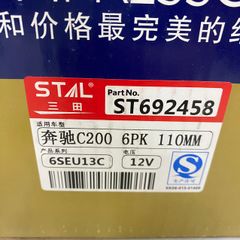 和价格最完美的结
STAL®
三田
Part No.
ST692458
适用车型
奔驰C200 6PK 110MM
产品系列
电压
6SEU13C
12V